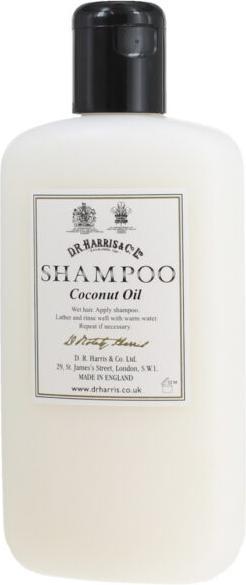 D.R.HARRIS & Co. Ld.
SHAMPOO
Coconut Oil
Wet hair. Apply shampoo.
Lather and rinse well with warm water.
Repeat if necessary.
D. R. Harris & Co. Ltd.
29, St. James's Street, London, S.W.1.
MADE IN ENGLAND
www.drharris.co.uk